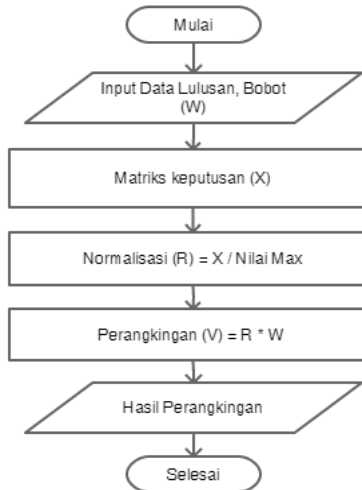 Mulai
Input Data Lulusan, Bobot
(W)
Matriks keputusan (X)
Normalisasi (R) = X / Nilai Max
Perangkingan (V) = R * W
Hasil Perangkingan
Selesai